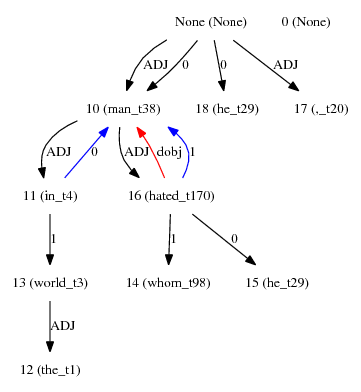 None (None) 0 (None)
ADJ 0 0 ADJ
10 (man_t38) 18 (he_t29) 17 (,_t20)
ADJ 0 ADJ dobj 1
11 (in_t4) 16 (hated_t170)
1 1 0
13 (world_t3) 14 (whom_t98) 15 (he_t29)
ADJ
12 (the_t1)